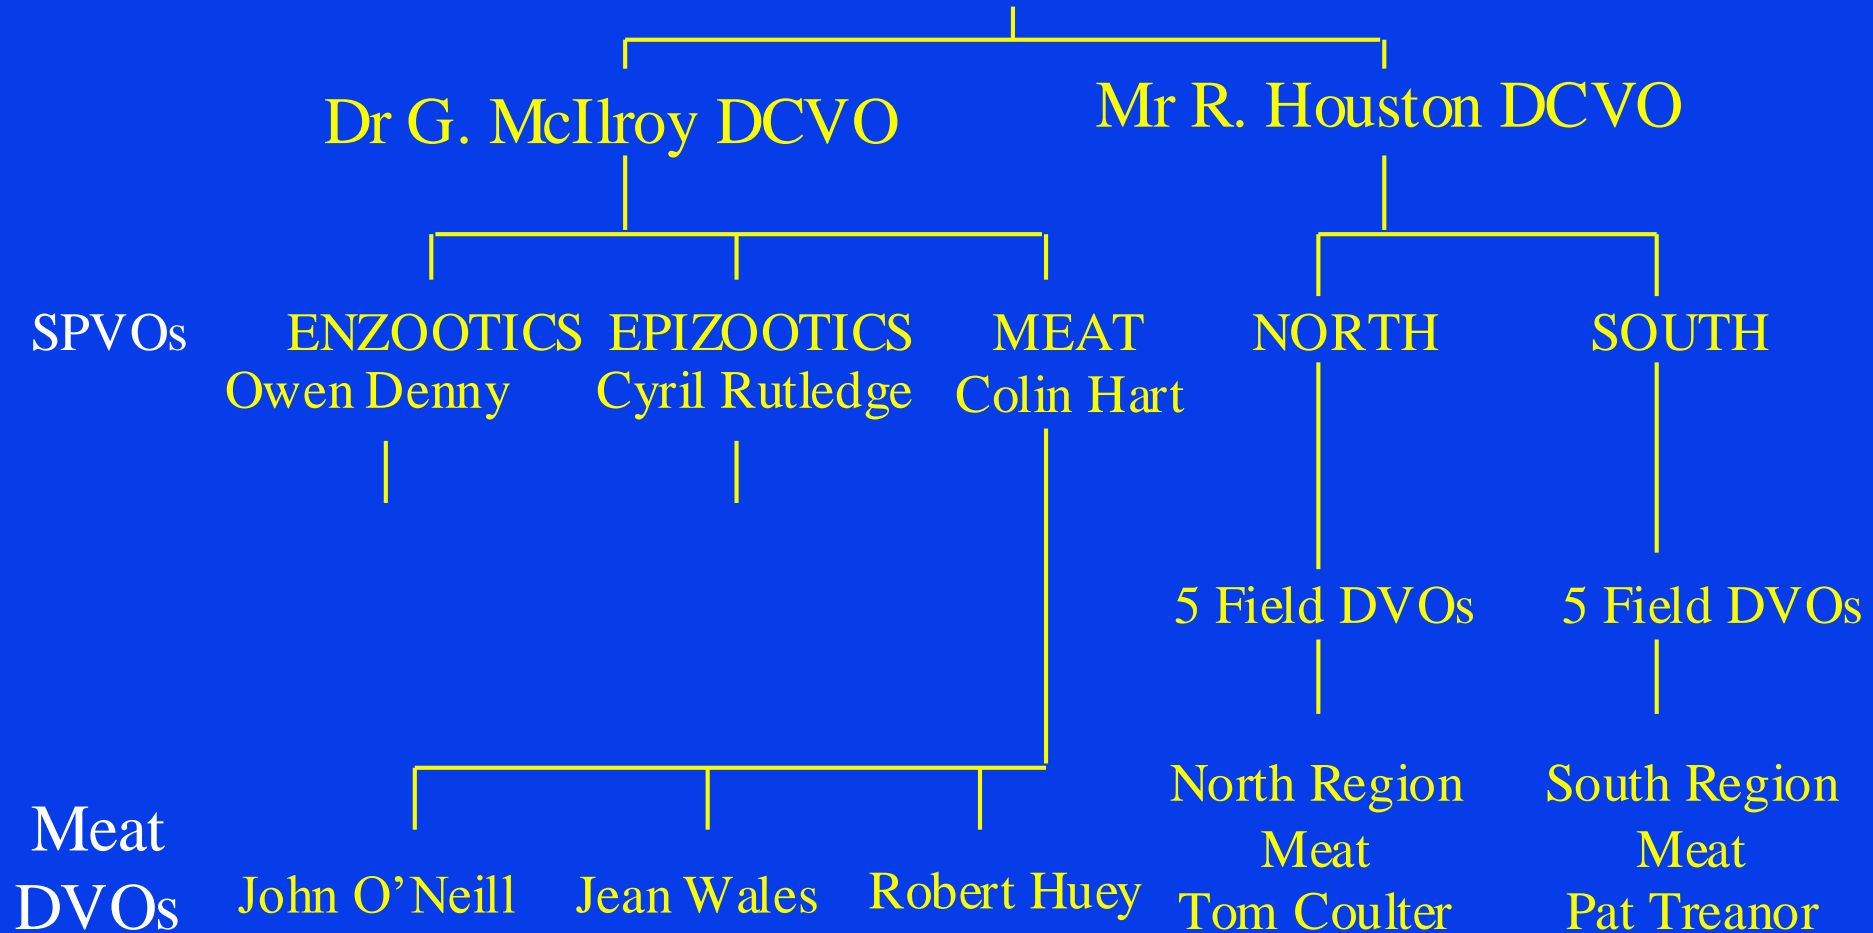 Dr G. McIlroy DCVO
Mr R. Houston DCVO
SPVOs
ENZOOTICS
Owen Denny
EPIZOOTICS
Cyril Rutledge
MEAT
Colin Hart
NORTH
SOUTH
5 Field DVOs
5 Field DVOs
Meat
DVOs
John O’Neill
Jean Wales
Robert Huey
North Region
Meat
Tom Coulter
South Region
Meat
Pat Treanor